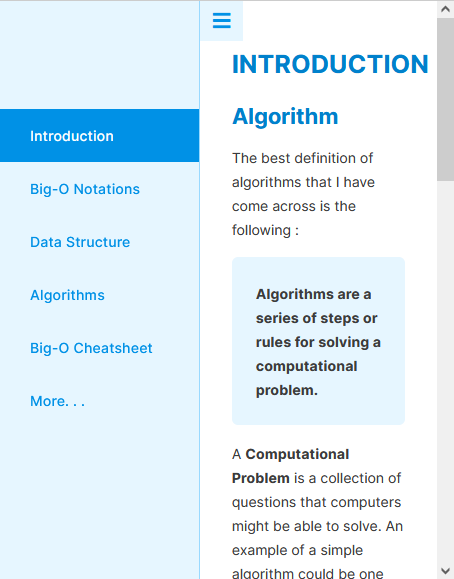 Introduction
Big-O Notations
Data Structure
Algorithms
Big-O Cheatsheet
More. . .
INTRODUCTION
Algorithm
The best definition of
algorithms that I have
come across is the
following :
Algorithms are a
series of steps or
rules for solving a
computational
problem.
A Computational
Problem is a collection of
questions that computers
might be able to solve. An
example of a simple
algorithm could be one